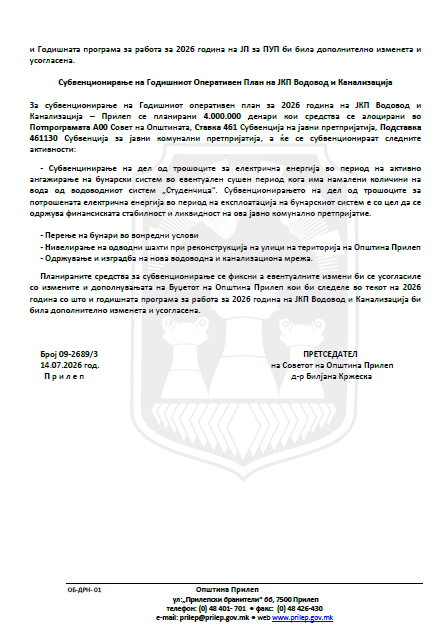 и Годишната програма за работа за 2026 година на ЈП за ПУП би била дополнително изменета и
усогласена.
Субвенционирање на Годишниот Оперативен План на ЈКП Водовод и Канализација
За субвенционирање на Годишниот оперативен план за 2026 година на ЈКП Водовод и
Канализација – Прилеп се планирани 4.000.000 денари кои средства се алоцирани во
Потпрограмата А00 Совет на Општината, Ставка 461 Субвенција на јавни претпријатија, Подставка
461130 Субвенција за јавни комунални претпријатија, а ќе се субвенционираат следните
активности:
- Субвенционирање на дел од трошоците за електрична енергија во период на активно
ангажирање на бунарски систем во евентуален сушен период кога има намалени количини на
вода од водоводниот систем „Студенчица“. Субвенционирањето на дел од трошоците за
потрошената електрична енергија во период на експлоатација на бунарскиот систем е со цел да се
одржува финансиската стабилност и ликвидност на ова јавно комунално претпријатие.
- Перење на бунари во вонредни услови
- Нивелирање на одводни шахти при реконструкција на улици на територија на Општина Прилеп
- Одржување и изградба на нова водоводна и канализациона мрежа.
Планираните средства за субвенционирање се фиксни а евентуалните измени би се усогласиле
со измените и дополнувањата на Буџетот на Општина Прилеп кои би следеле во текот на 2026
година со што и годишната програма за работа за 2026 година на ЈКП Водовод и Канализација би
била дополнително изменета и усогласена.
Број 09-2689/3 ПРЕТСЕДАТЕЛ
14.07.2026 год. на Советот на Општина Прилеп
П р и л е п д-р Билјана Кржеска
ОБ-ДРН- 01 Општина Прилеп
ул:„Прилепски бранители“ бб, 7500 Прилеп
телефон: (0) 48 401- 701 ● факс: (0) 48 426-430
e-mail: prilep@prilep.gov.mk ● web www.prilep.gov.mk